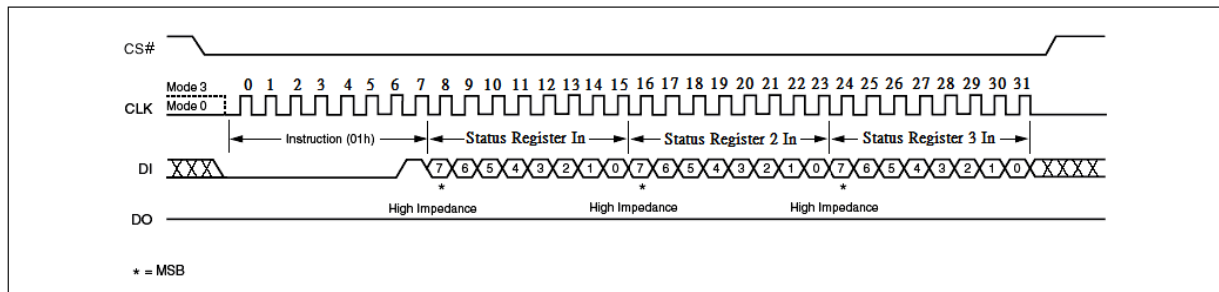 CS#
Mode 3
0 1 2 3 4 5 6 7 8 9 10 11 12 13 14 15 16 17 18 19 20 21 22 23 24 25 26 27 28 29 30 31
CLK Mode 0
Instruction (01h) Status Register In Status Register 2 In Status Register 3 In
DI 7 6 5 4 3 2 1 0 7 6 5 4 3 2 1 0 7 6 5 4 3 2 1 0
* * *
High Impedance High Impedance High Impedance
DO
* = MSB